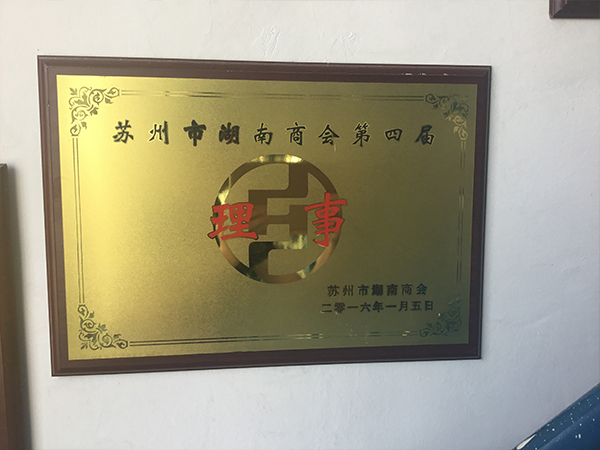 苏州市湖南商会第四届
理事
苏州市湖南商会
二零一六年一月五日